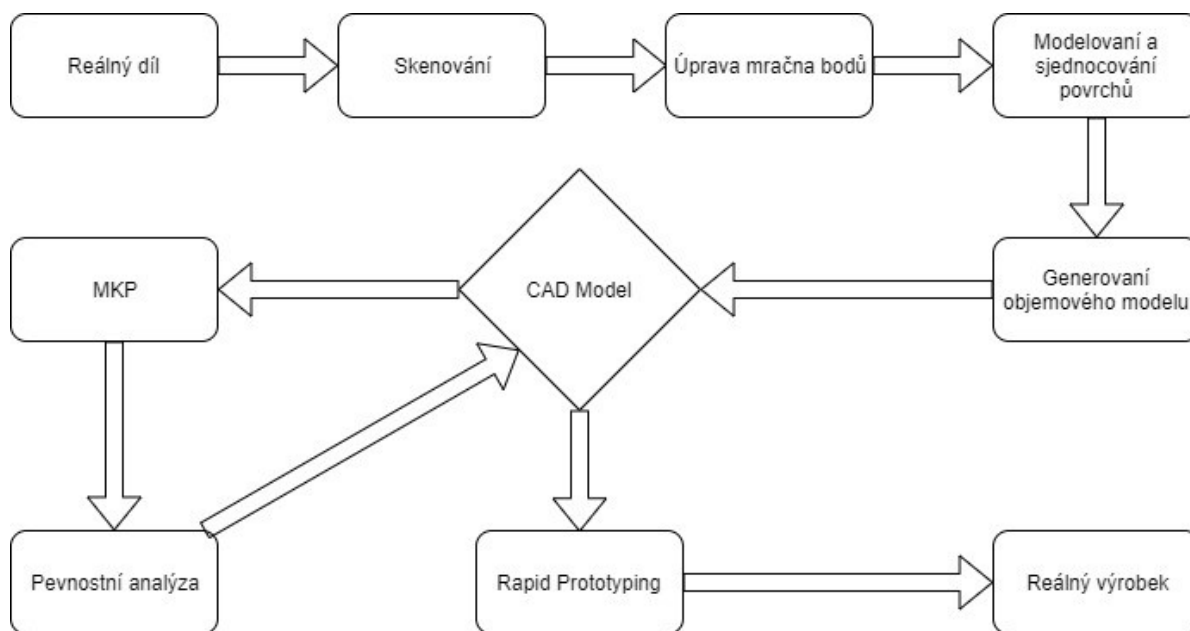 Reálný díl
Skenování
Úprava mračna bodů
Modelovaní a
sjednocování
povrchů
MKP
CAD Model
Generovaní
objemového modelu
Pevnostní analýza
Rapid Prototyping
Reálný výrobek